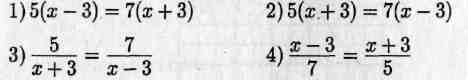 1) 5(x − 3) = 7(x + 3) 2) 5(x + 3) = 7(x − 3)
3) 5/(x + 3) = 7/(x − 3) 4) (x − 3)/7 = (x + 3)/5